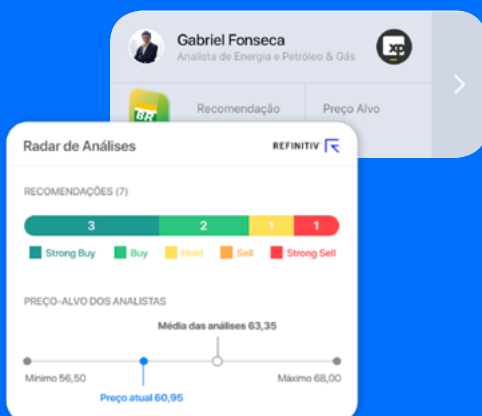 Gabriel Fonseca
Analista de Energia e Petróleo & Gás
xp
BR
Recomendação Preço Alvo
Radar de Análises REFINITIV
RECOMENDAÇÕES (7)
3 2 1 1
Strong Buy Buy Hold Sell Strong Sell
PREÇO-ALVO DOS ANALISTAS
Média das análises 63,35
Mínimo 56,50 Máximo 68,00
Preço atual 60,95